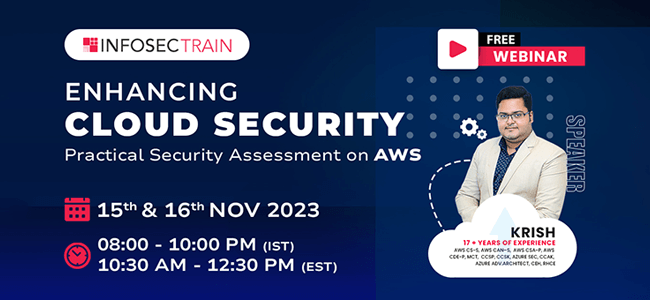 INFOSECTRAIN
FREE
WEBINAR
ENHANCING
CLOUD SECURITY
Practical Security Assessment on AWS
15th & 16th NOV 2023
08:00 - 10:00 PM (IST)
10:30 AM - 12:30 PM (EST)
SPEAKER
KRISH
17 + YEARS OF EXPERIENCE
AWS CS-S, AWS CAN-S, AWS CSA-P, AWS
CDE-P, MCT, CCSP, CCSK, AZURE SEC, CCAK,
AZURE ADV.ARCHITECT, CEH, RHCE